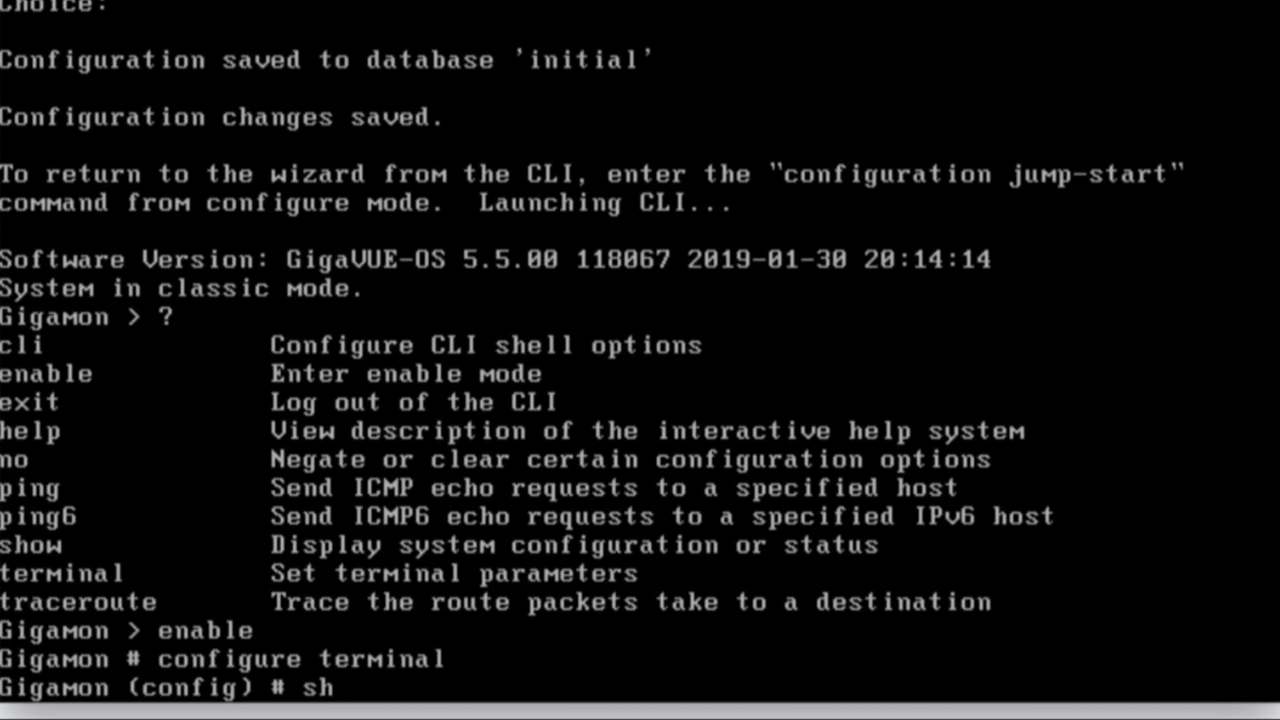 Choice:
Configuration saved to database 'initial'
Configuration changes saved.
To return to the wizard from the CLI, enter the "configuration jump-start"
command from configure mode.  Launching CLI...
Software Version: GigaVUE-OS 5.5.00 118067 2019-01-30 20:14:14
System in classic mode.
Gigamon > ?
cli Configure CLI shell options
enable Enter enable mode
exit Log out of the CLI
help View description of the interactive help system
no Negate or clear certain configuration options
ping Send ICMP echo requests to a specified host
ping6 Send ICMP6 echo requests to a specified IPv6 host
show Display system configuration or status
terminal Set terminal parameters
traceroute Trace the route packets take to a destination
Gigamon > enable
Gigamon # configure terminal
Gigamon (config) # sh